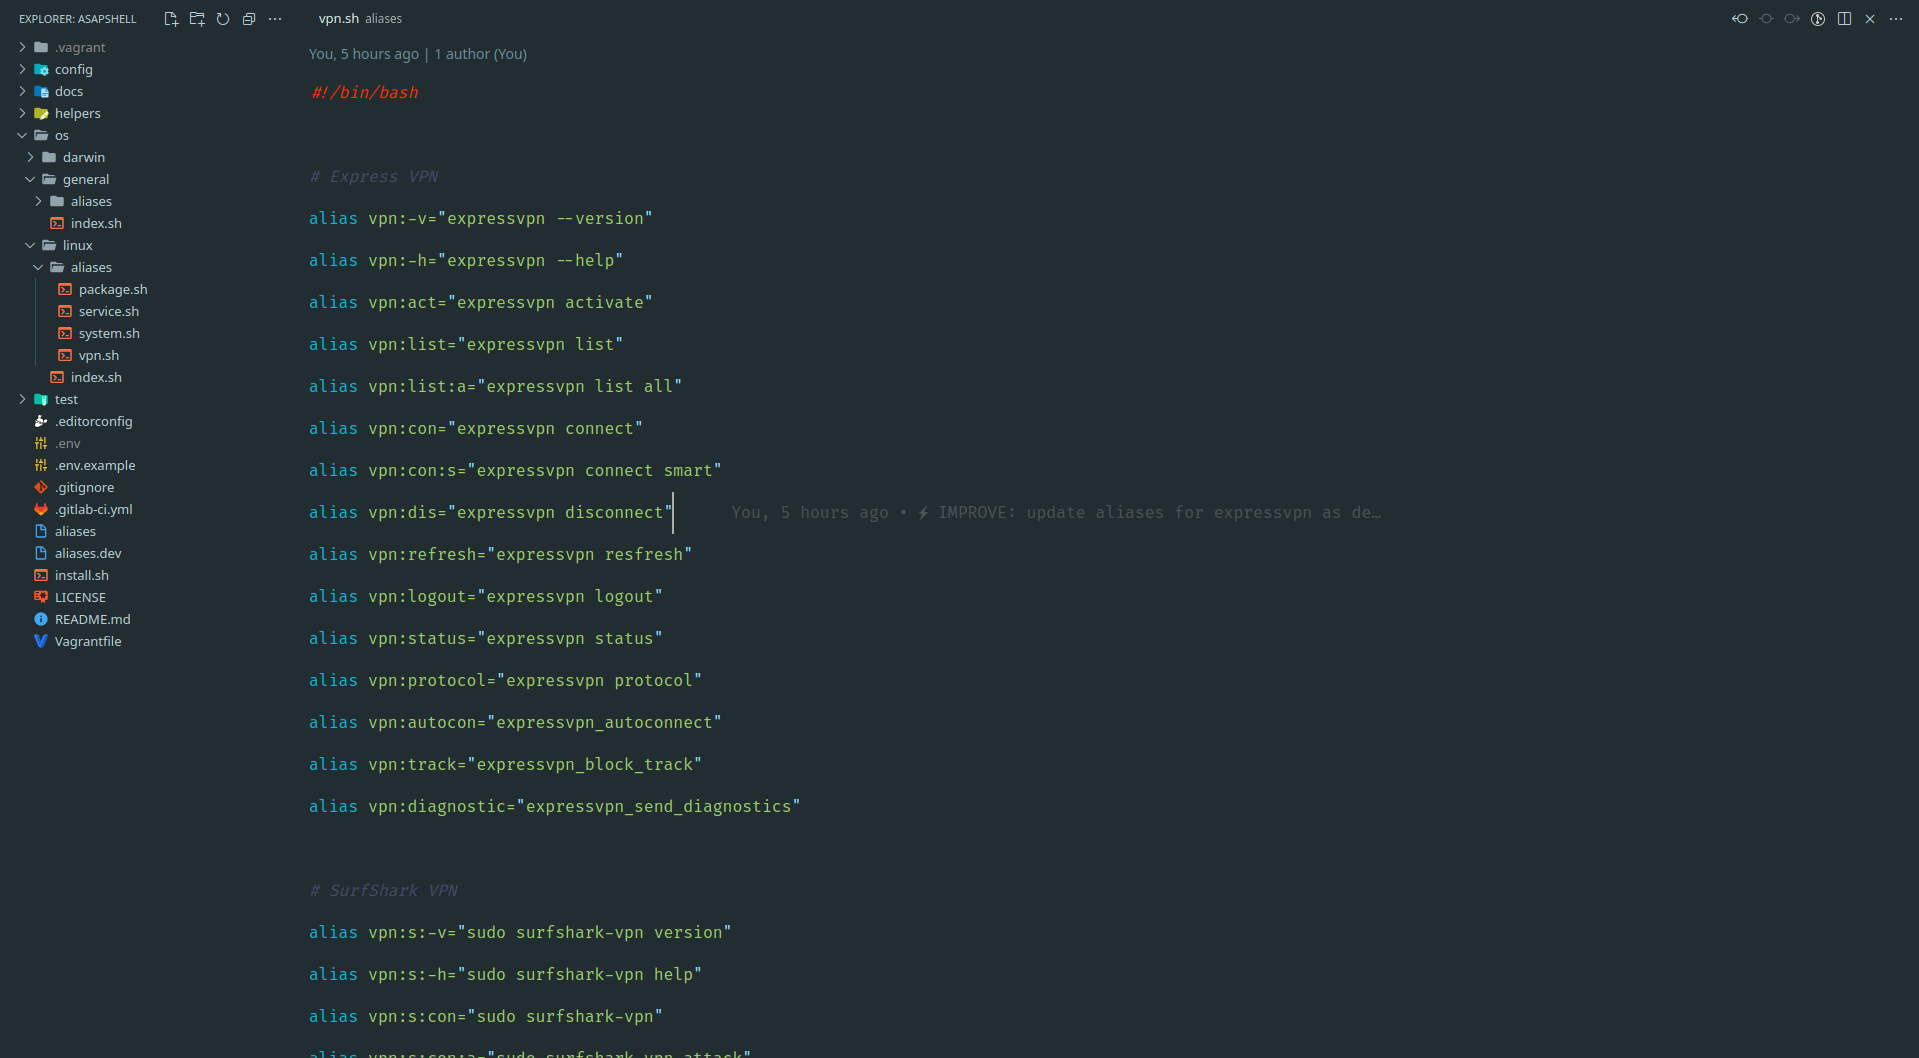 EXPLORER: ASAPSHELL
.vagrant
config
docs
helpers
os
darwin
general
aliases
index.sh
linux
aliases
package.sh
service.sh
system.sh
vpn.sh
index.sh
test
.editorconfig
.env
.env.example
.gitignore
.gitlab-ci.yml
aliases
aliases.dev
install.sh
LICENSE
README.md
Vagrantfile
vpn.sh aliases
You, 5 hours ago | 1 author (You)
#!/bin/bash
# Express VPN
alias vpn:-v="expressvpn --version"
alias vpn:-h="expressvpn --help"
alias vpn:act="expressvpn activate"
alias vpn:list="expressvpn list"
alias vpn:list:a="expressvpn list all"
alias vpn:con="expressvpn connect"
alias vpn:con:s="expressvpn connect smart"
alias vpn:dis="expressvpn disconnect" You, 5 hours ago • ⚡ IMPROVE: update aliases for expressvpn as de…
alias vpn:refresh="expressvpn resfresh"
alias vpn:logout="expressvpn logout"
alias vpn:status="expressvpn status"
alias vpn:protocol="expressvpn protocol"
alias vpn:autocon="expressvpn_autoconnect"
alias vpn:track="expressvpn_block_track"
alias vpn:diagnostic="expressvpn_send_diagnostics"
# SurfShark VPN
alias vpn:s:-v="sudo surfshark-vpn version"
alias vpn:s:-h="sudo surfshark-vpn help"
alias vpn:s:con="sudo surfshark-vpn"
alias vpn:s:con:a="sudo surfshark-vpn attack"